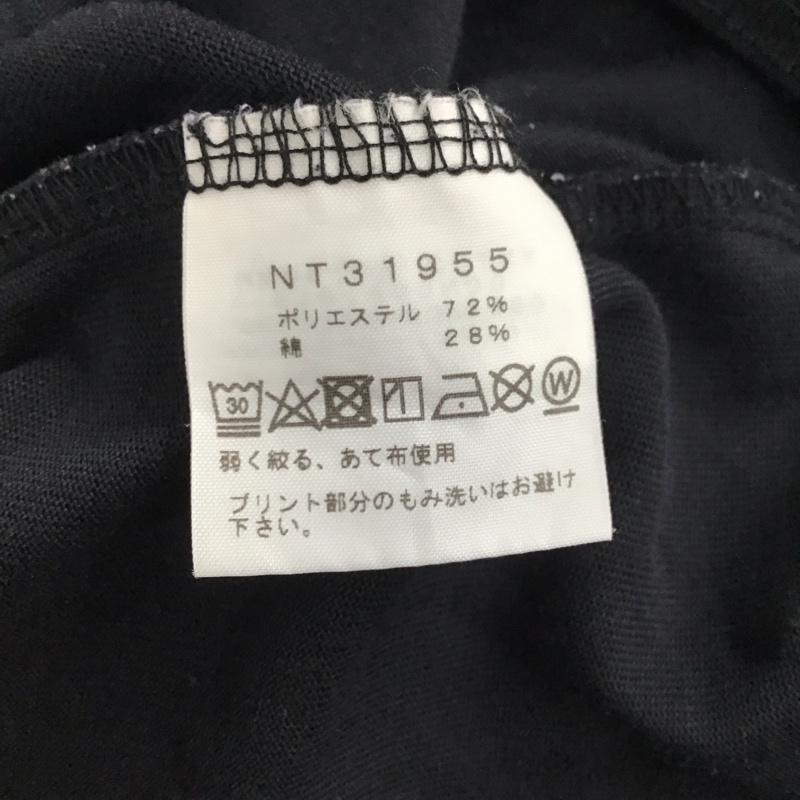 NT31955
ポリエステル 72%
綿 28%
30 W
弱く絞る、あて布使用
プリント部分のもみ洗いはお避け
下さい。